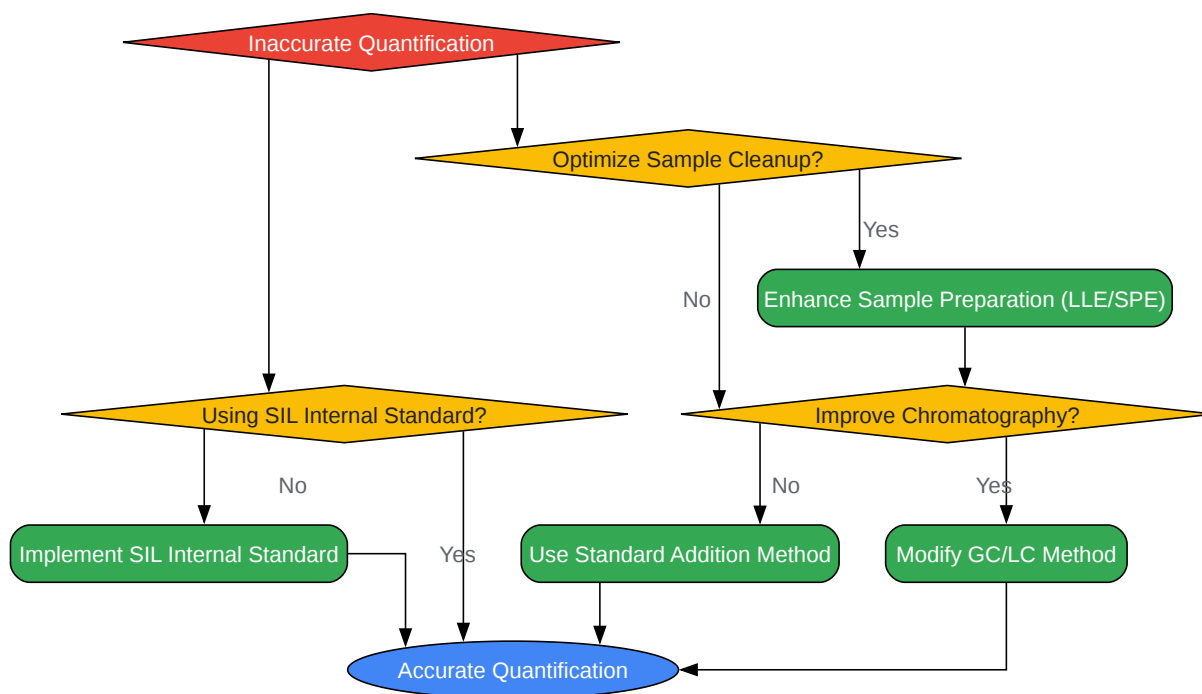 Inaccurate Quantification
Optimize Sample Cleanup?
Yes
No
Enhance Sample Preparation (LLE/SPE)
Using SIL Internal Standard?
Improve Chromatography?
No
No
Yes
Implement SIL Internal Standard
Yes
Use Standard Addition Method
Modify GC/LC Method
Accurate Quantification